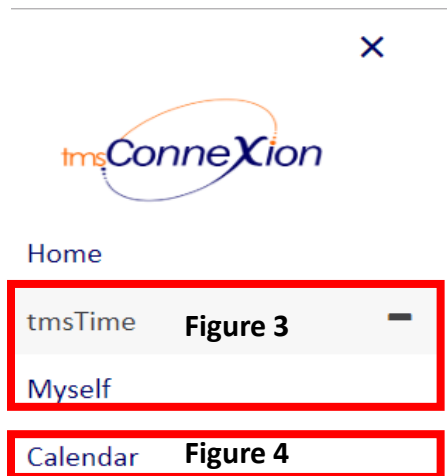 ×
tmsConneXion
Home
tmsTime Figure 3 −
Myself
Calendar Figure 4